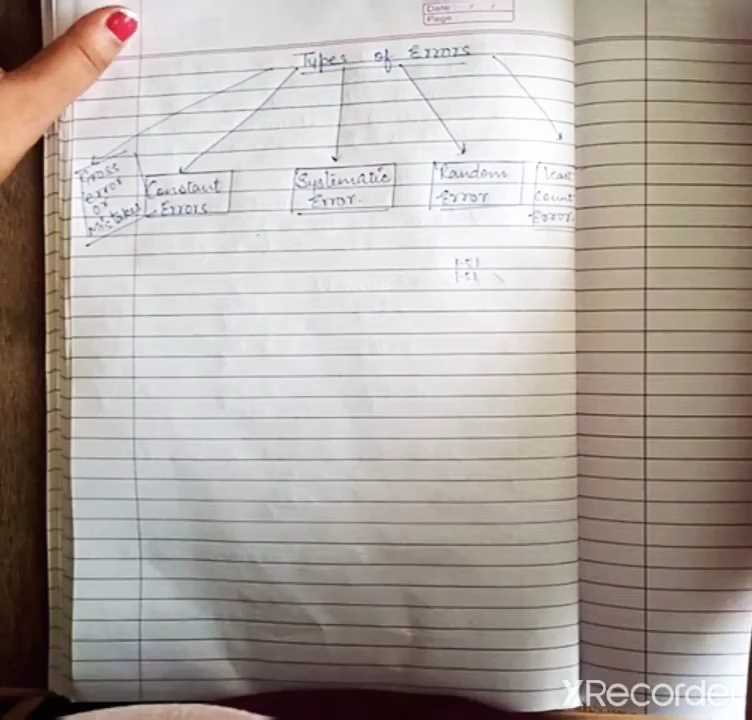 Date
Page
Types of Errors
Gross
error
or
Mistakes
Constant
Errors
Systematic
Error.
Random
Error
least
count
Error.
1.51
1.51
XRecorder